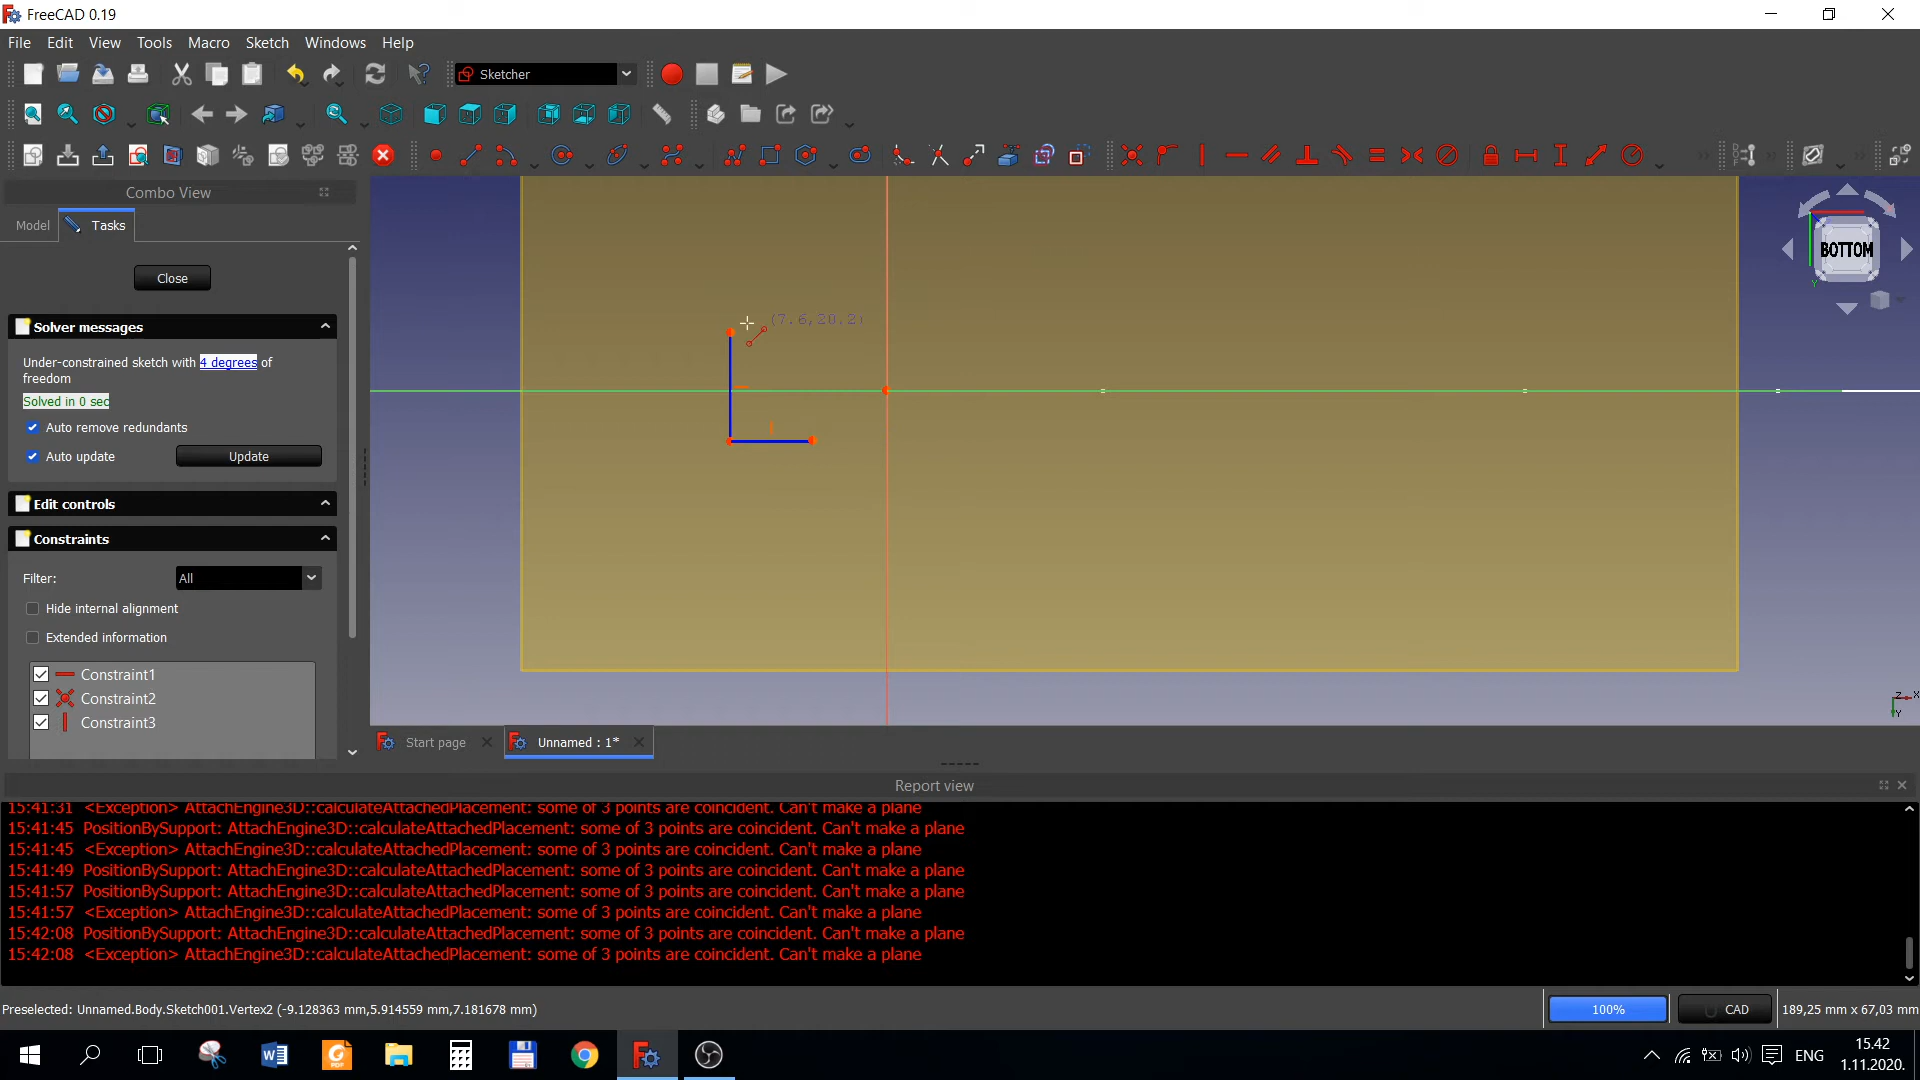 FreeCAD 0.19
File Edit View Tools Macro Sketch Windows Help
Sketcher
Combo View
Model Tasks
Close
Solver messages
Under-constrained sketch with 4 degrees of
freedom
Solved in 0 sec
Auto remove redundants
Auto update Update
Edit controls
Constraints
Filter: All
Hide internal alignment
Extended information
Constraint1
Constraint2
Constraint3
(7.6,20.2)
BOTTOM
Y
Z X
Y
Start page Unnamed : 1*
Report view
15:41:31 <Exception> AttachEngine3D::calculateAttachedPlacement: some of 3 points are coincident. Can't make a plane
15:41:45 PositionBySupport: AttachEngine3D::calculateAttachedPlacement: some of 3 points are coincident. Can't make a plane
15:41:45 <Exception> AttachEngine3D::calculateAttachedPlacement: some of 3 points are coincident. Can't make a plane
15:41:49 PositionBySupport: AttachEngine3D::calculateAttachedPlacement: some of 3 points are coincident. Can't make a plane
15:41:57 PositionBySupport: AttachEngine3D::calculateAttachedPlacement: some of 3 points are coincident. Can't make a plane
15:41:57 <Exception> AttachEngine3D::calculateAttachedPlacement: some of 3 points are coincident. Can't make a plane
15:42:08 PositionBySupport: AttachEngine3D::calculateAttachedPlacement: some of 3 points are coincident. Can't make a plane
15:42:08 <Exception> AttachEngine3D::calculateAttachedPlacement: some of 3 points are coincident. Can't make a plane
Preselected: Unnamed.Body.Sketch001.Vertex2 (-9.128363 mm,5.914559 mm,7.181678 mm) 100% CAD 189,25 mm x 67,03 mm
ENG 15.42
1.11.2020.